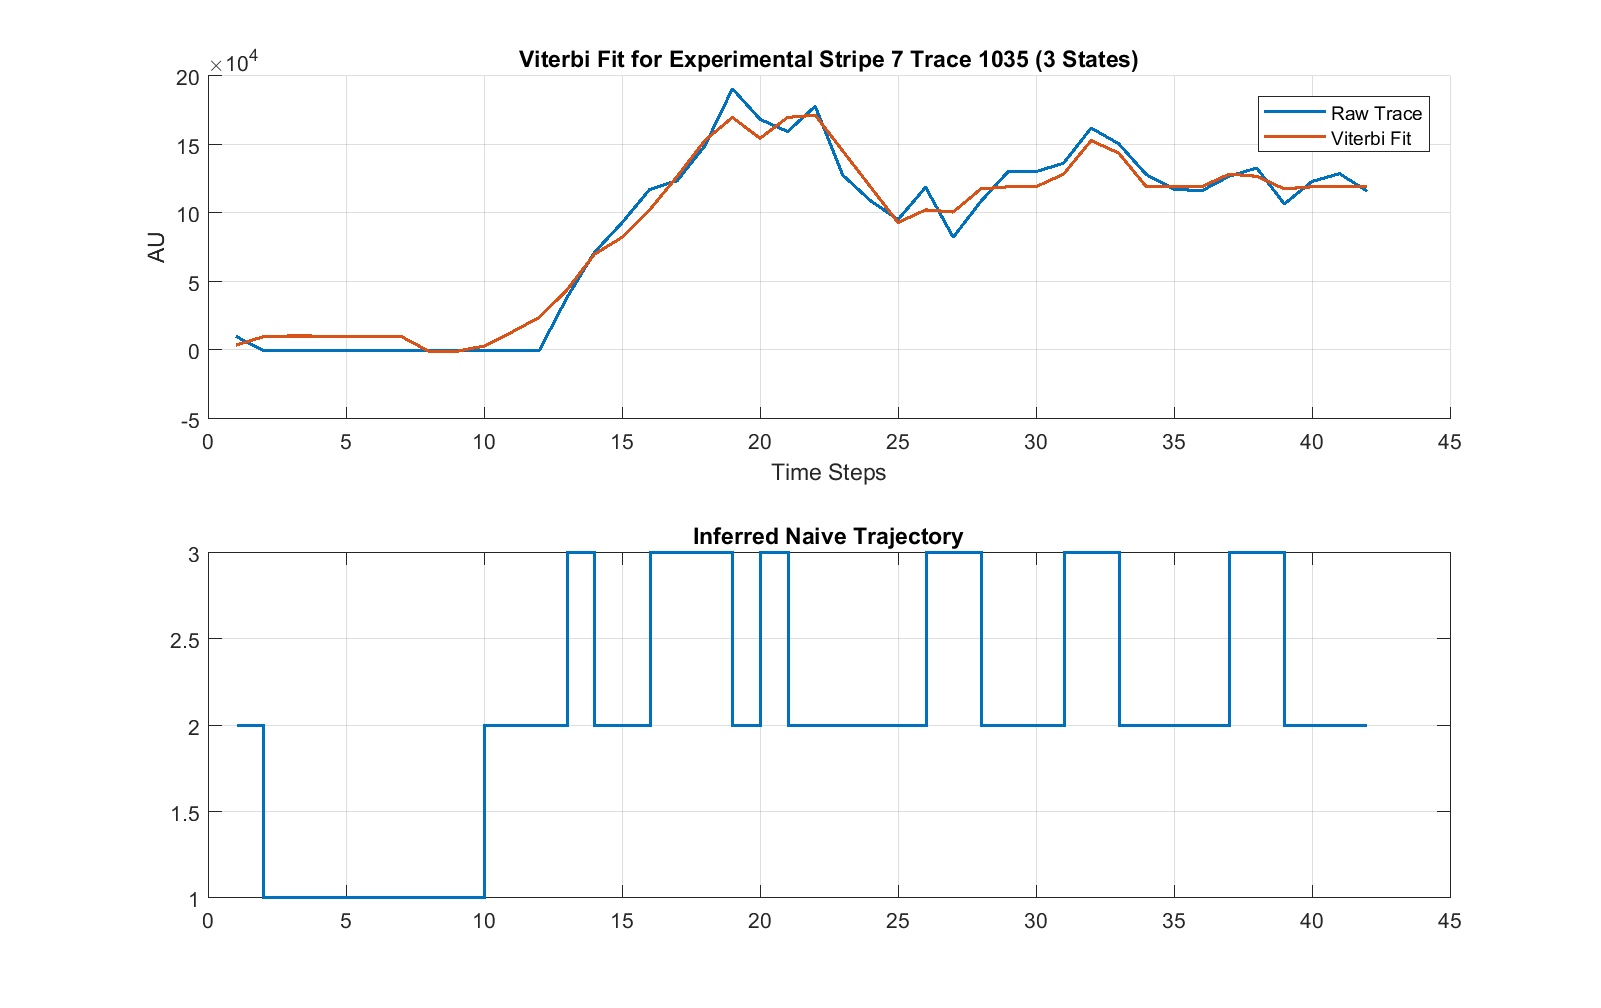 Viterbi Fit for Experimental Stripe 7 Trace 1035 (3 States)
×10⁴
20
15
10
5
0
-5
AU
Raw Trace
Viterbi Fit
0 5 10 15 20 25 30 35 40 45
Time Steps
Inferred Naive Trajectory
3
2.5
2
1.5
1
0 5 10 15 20 25 30 35 40 45